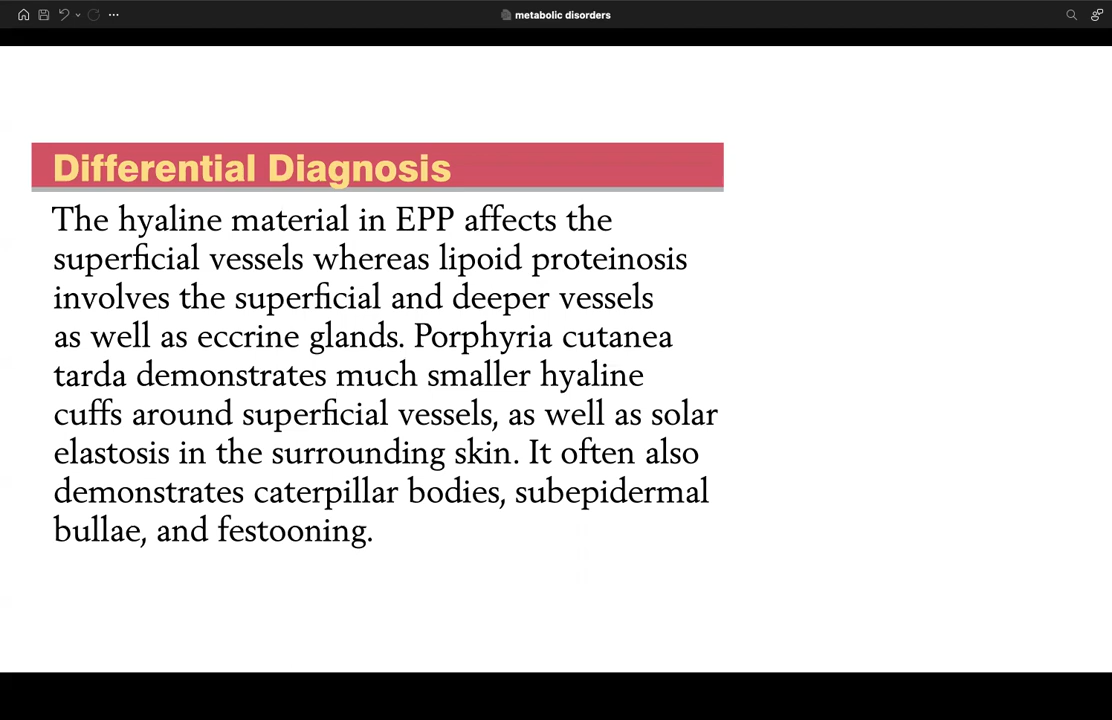 metabolic disorders
Differential Diagnosis
The hyaline material in EPP affects the
superficial vessels whereas lipoid proteinosis
involves the superficial and deeper vessels
as well as eccrine glands. Porphyria cutanea
tarda demonstrates much smaller hyaline
cuffs around superficial vessels, as well as solar
elastosis in the surrounding skin. It often also
demonstrates caterpillar bodies, subepidermal
bullae, and festooning.